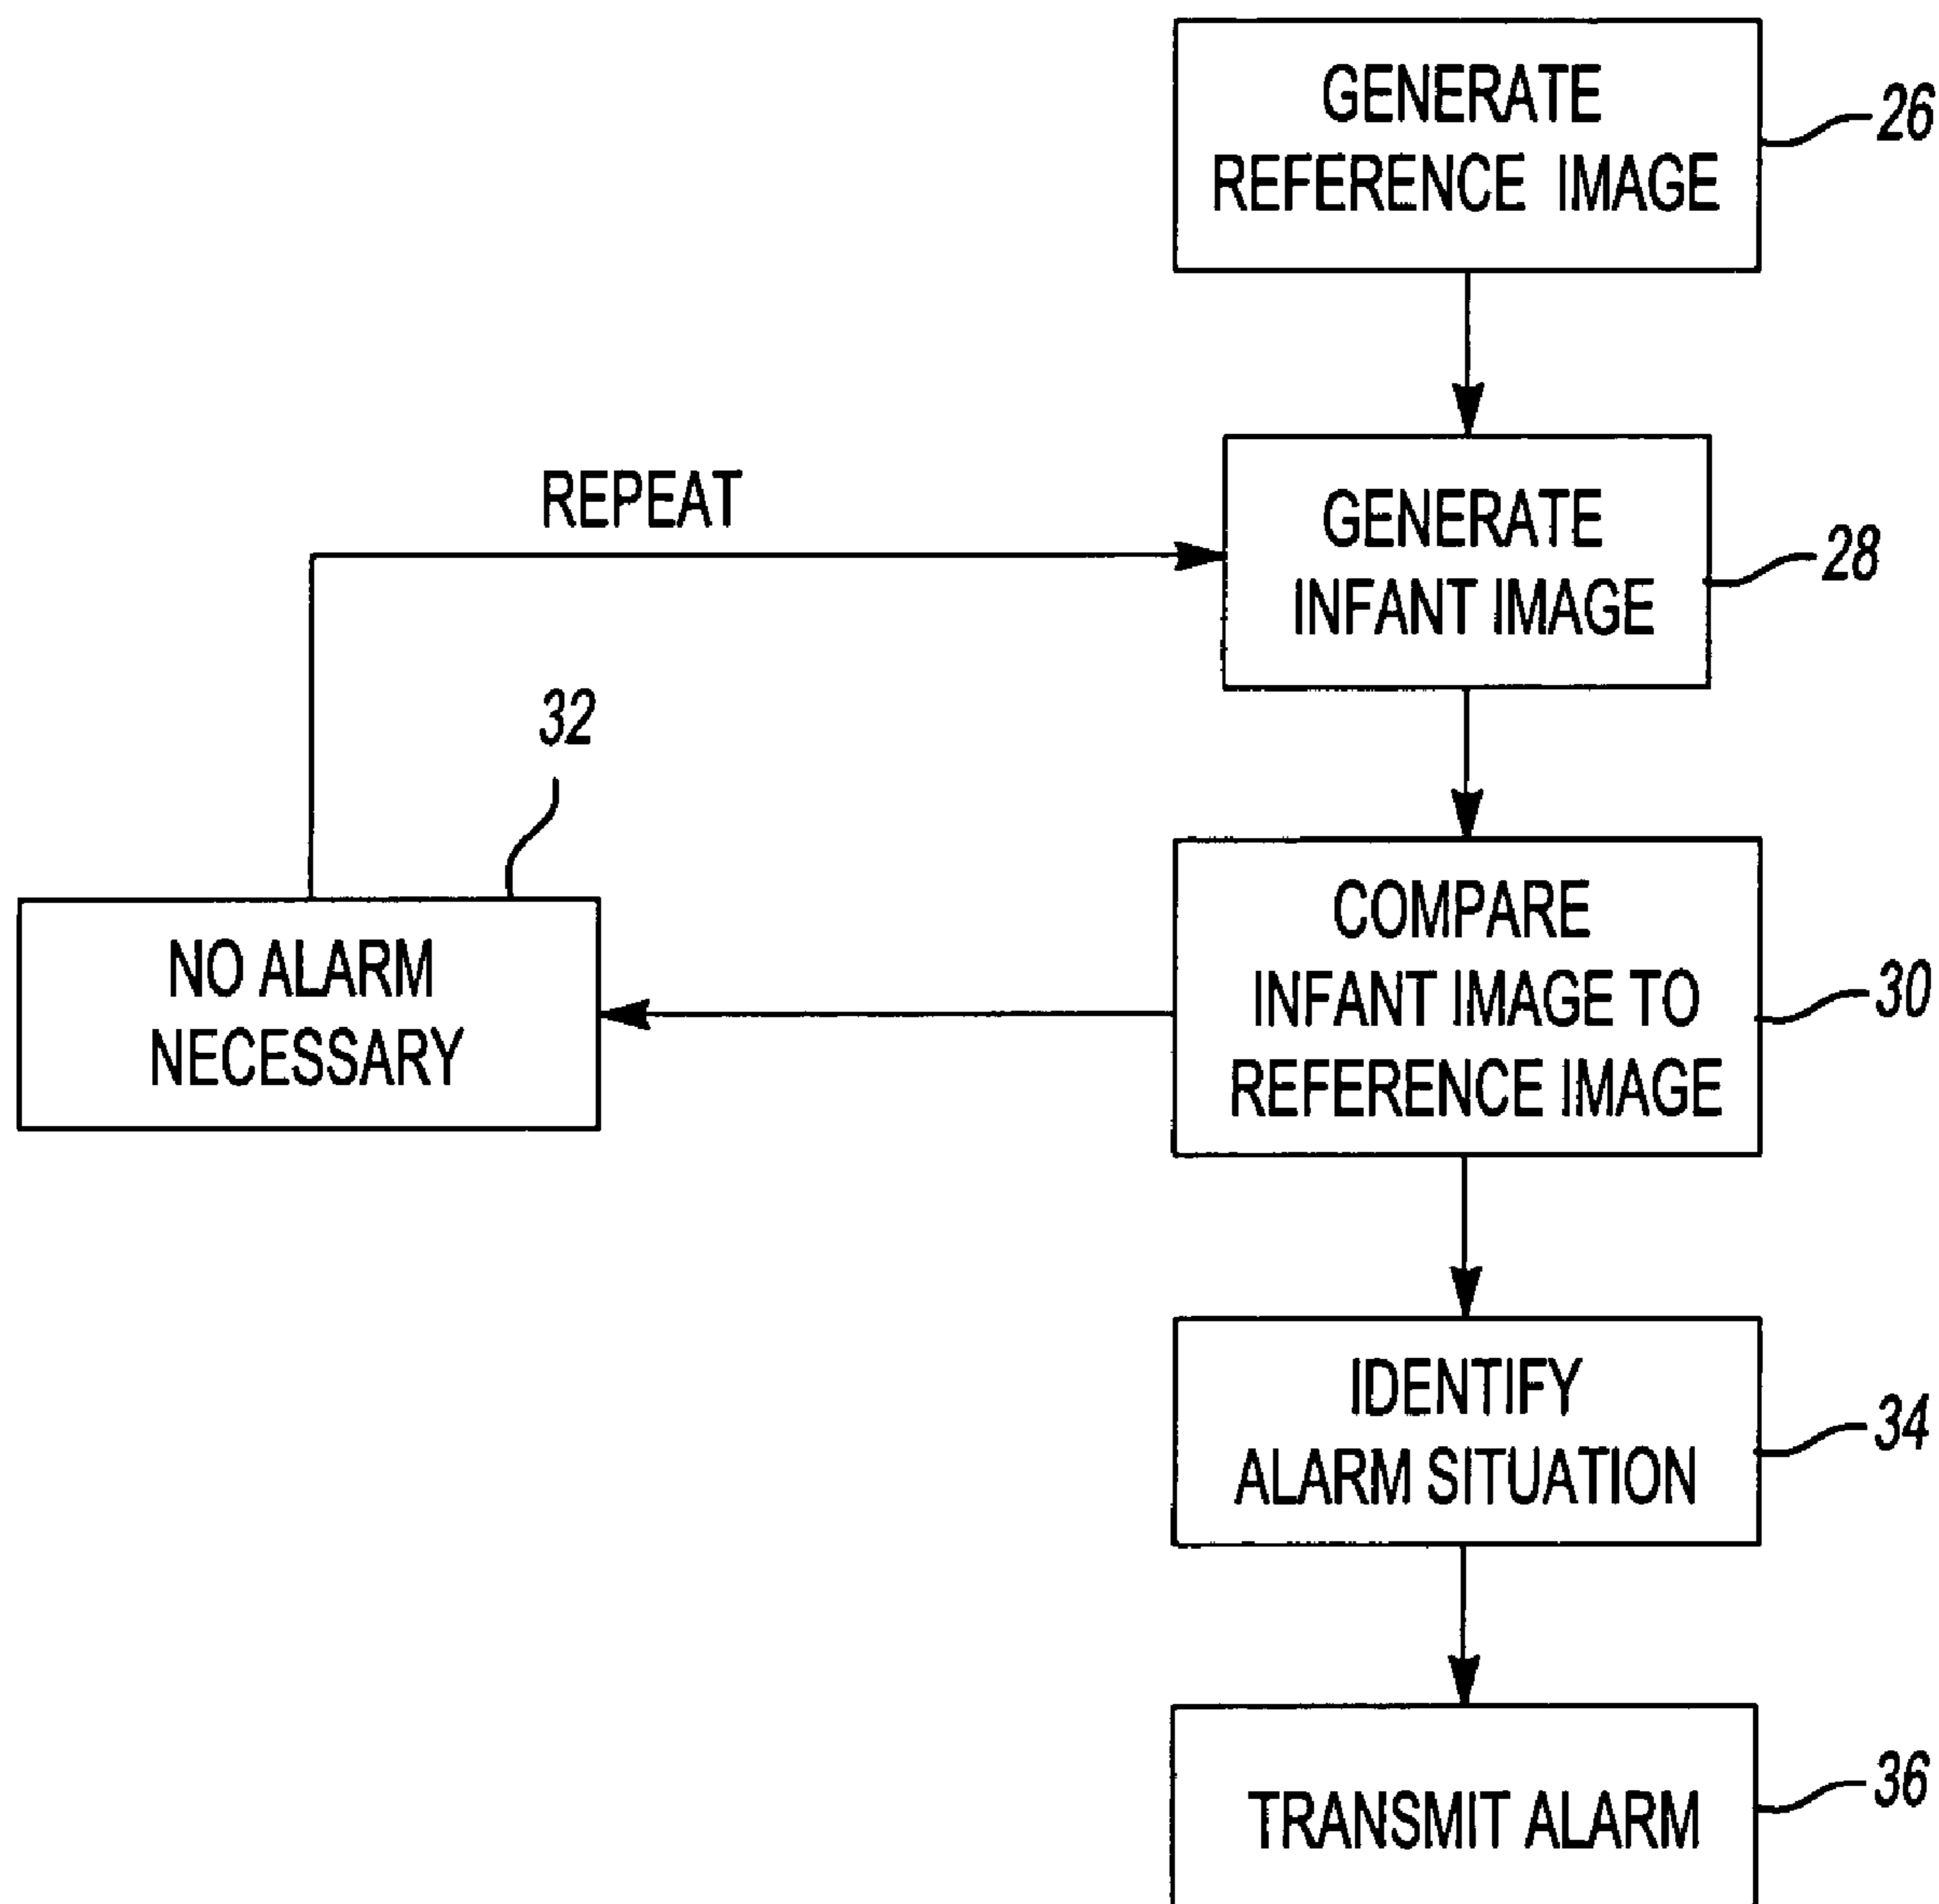 GENERATE
REFERENCE IMAGE
26
REPEAT
GENERATE
INFANT IMAGE
28
32
NO ALARM
NECESSARY
COMPARE
INFANT IMAGE TO
REFERENCE IMAGE
30
IDENTIFY
ALARM SITUATION
34
TRANSMIT ALARM
36